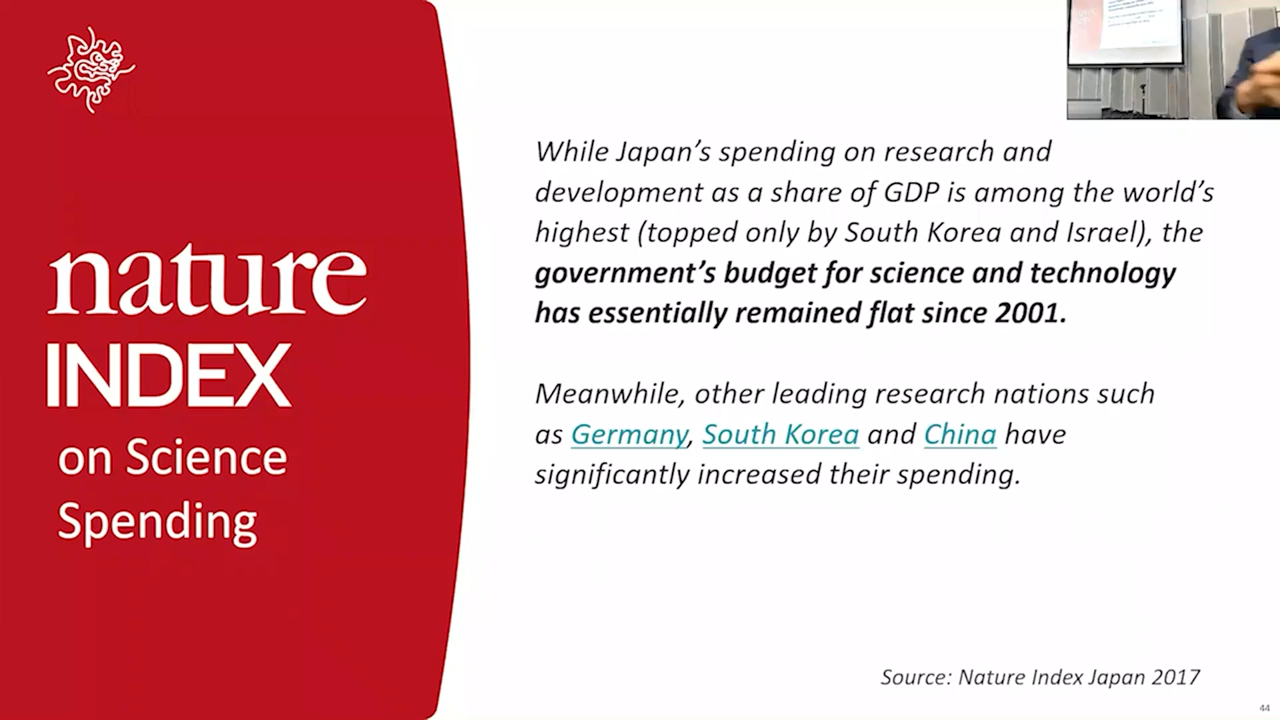 nature
INDEX
on Science
Spending
While Japan’s spending on research and
development as a share of GDP is among the world’s
highest (topped only by South Korea and Israel), the
government’s budget for science and technology
has essentially remained flat since 2001.
Meanwhile, other leading research nations such
as Germany, South Korea and China have
significantly increased their spending.
Source: Nature Index Japan 2017
44